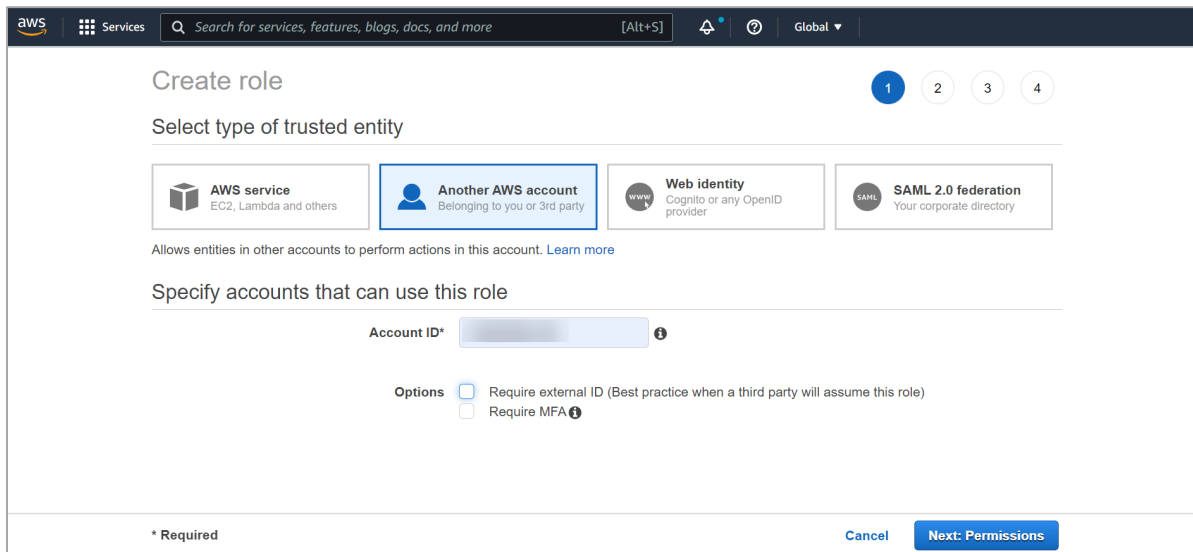 aws Services Search for services, features, blogs, docs, and more [Alt+S] Global
Create role 1 2 3 4
Select type of trusted entity
AWS service
EC2, Lambda and others
Another AWS account
Belonging to you or 3rd party
www
Web identity
Cognito or any OpenID
provider
SAML
SAML 2.0 federation
Your corporate directory
Allows entities in other accounts to perform actions in this account. Learn more
Specify accounts that can use this role
Account ID*
Options Require external ID (Best practice when a third party will assume this role)
Require MFA
* Required Cancel Next: Permissions